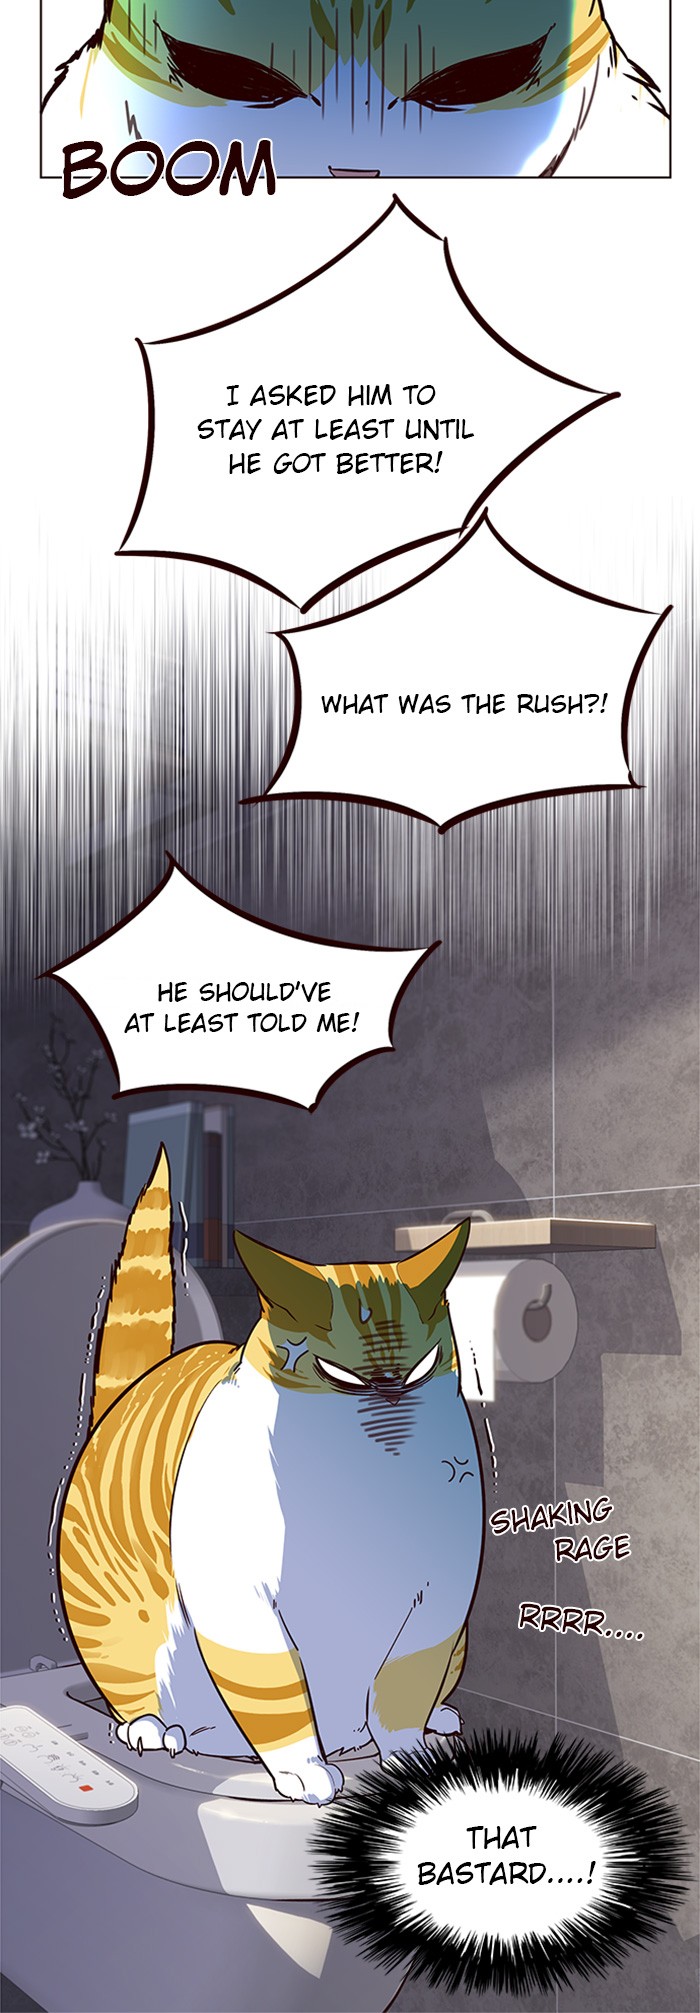 BOOM
I ASKED HIM TO
STAY AT LEAST UNTIL
HE GOT BETTER!
WHAT WAS THE RUSH?!
HE SHOULD'VE
AT LEAST TOLD ME!
SHAKING
RAGE
RRRR....
THAT
BASTARD....!